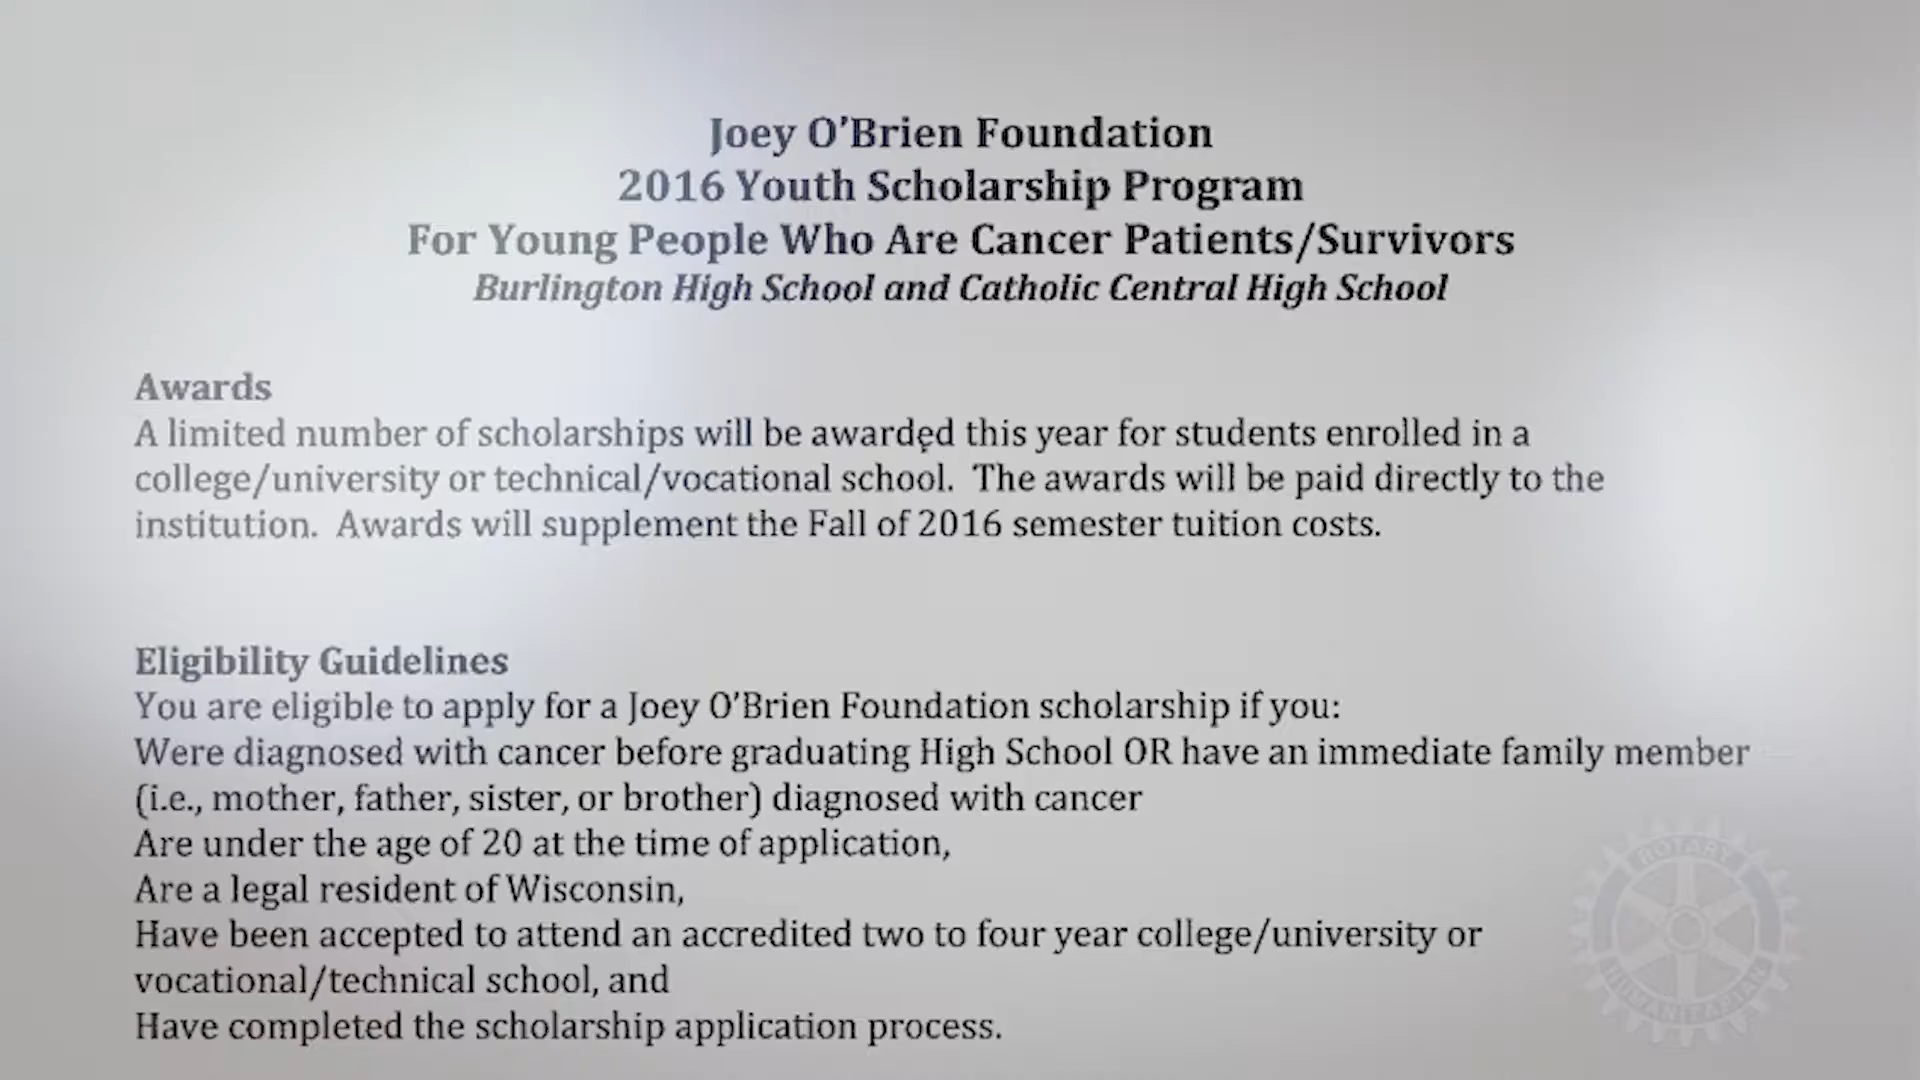 Joey O'Brien Foundation
2016 Youth Scholarship Program
For Young People Who Are Cancer Patients/Survivors
Burlington High School and Catholic Central High School
Awards
A limited number of scholarships will be awarded this year for students enrolled in a
college/university or technical/vocational school.  The awards will be paid directly to the
institution.  Awards will supplement the Fall of 2016 semester tuition costs.
Eligibility Guidelines
You are eligible to apply for a Joey O'Brien Foundation scholarship if you:
Were diagnosed with cancer before graduating High School OR have an immediate family member
(i.e., mother, father, sister, or brother) diagnosed with cancer
Are under the age of 20 at the time of application,
Are a legal resident of Wisconsin,
Have been accepted to attend an accredited two to four year college/university or
vocational/technical school, and
Have completed the scholarship application process.
ROTARY
HUMANITARIAN